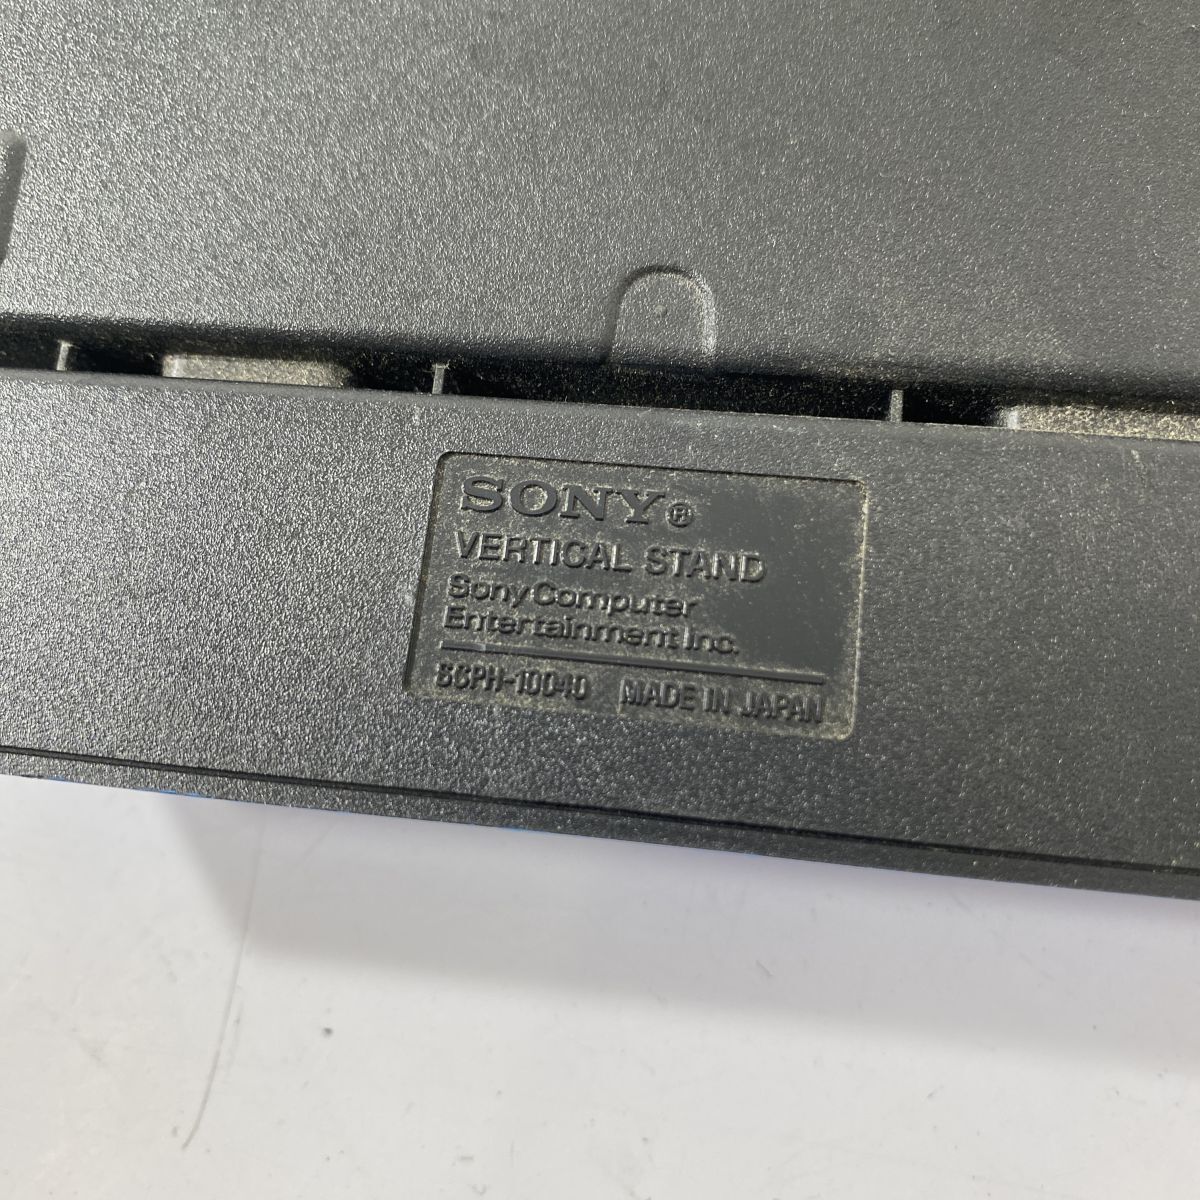 SONY®
VERTICAL STAND
Sony Computer
Entertainment Inc.
SCPH-10040 MADE IN JAPAN